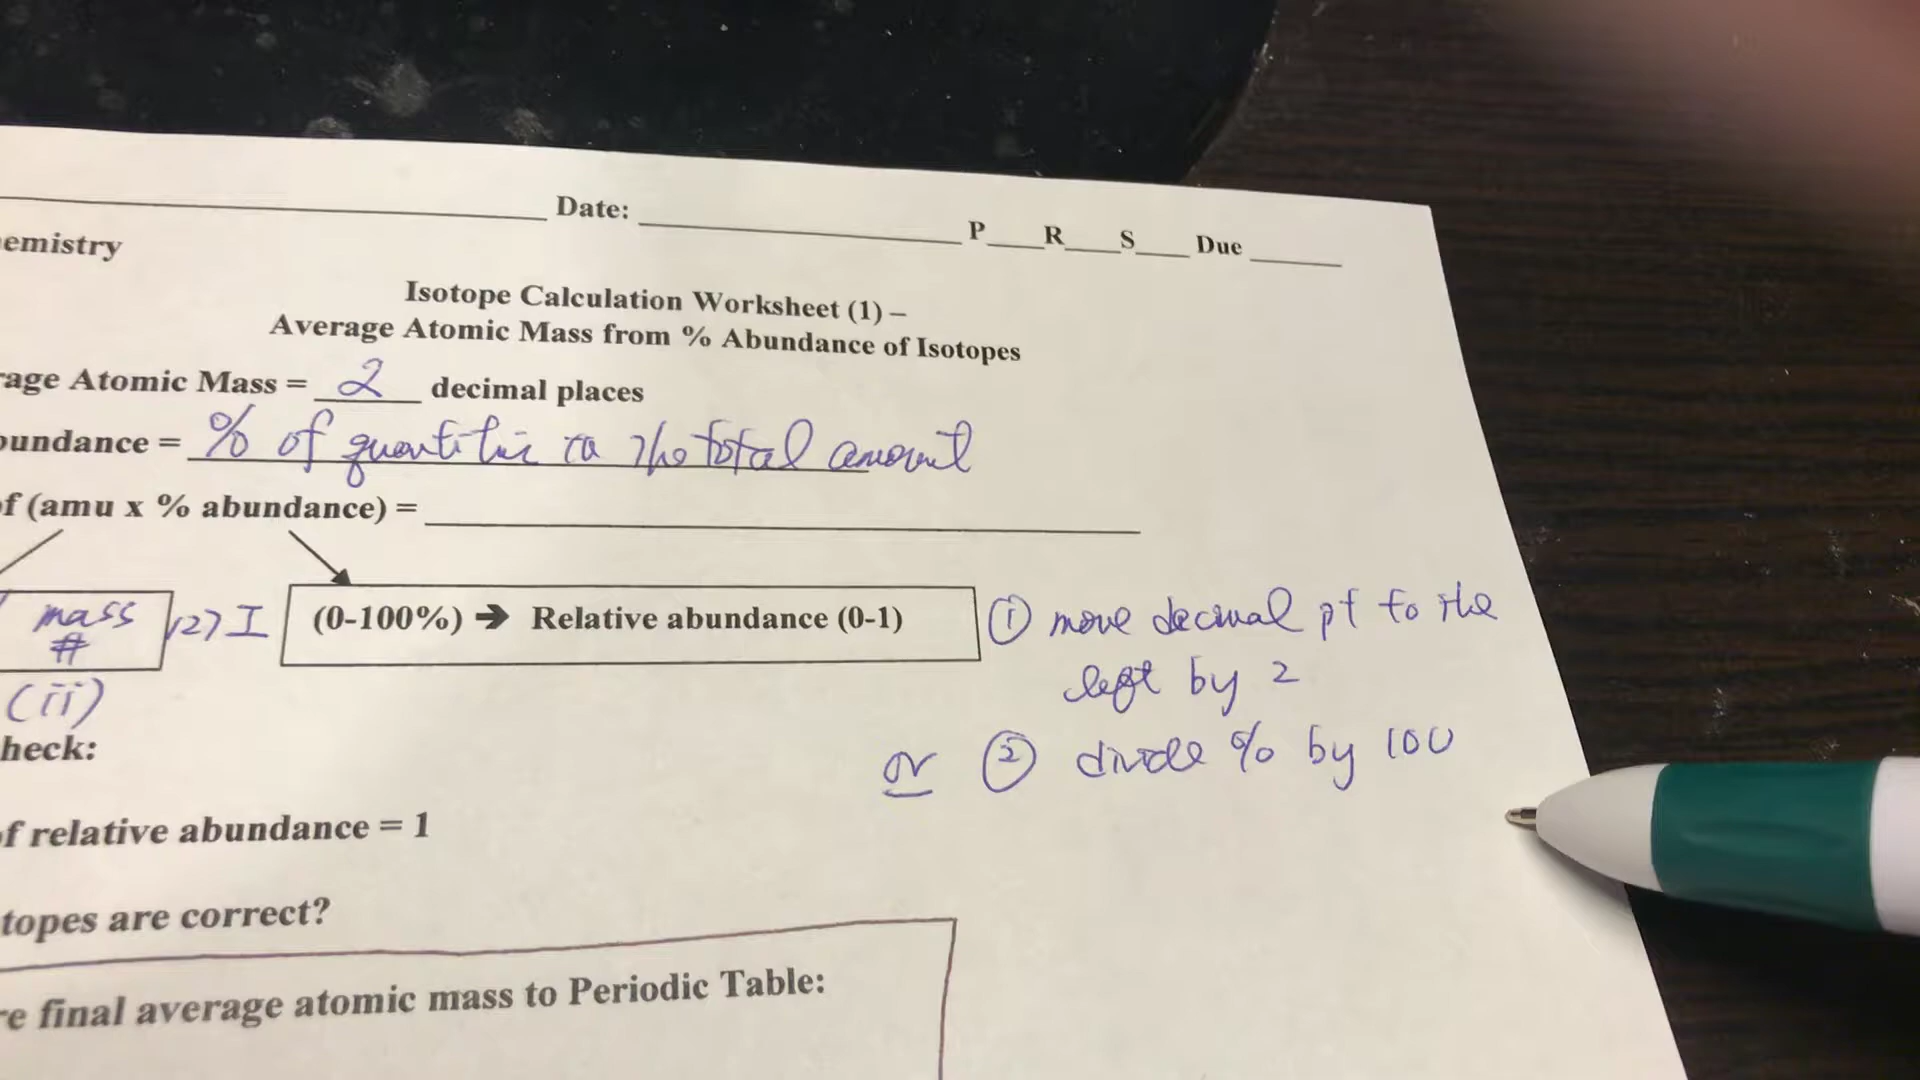 Date: P R S Due
emistry
Isotope Calculation Worksheet (1) –
Average Atomic Mass from % Abundance of Isotopes
rage Atomic Mass = 2 decimal places
bundance = % of to the total amount
f (amu x % abundance) =
mass # (0-100%) ➔ Relative abundance (0-1) ① move decimal pt to the
(ii) left by 2
heck: or ② divide % by 100
f relative abundance = 1
topes are correct?
re final average atomic mass to Periodic Table: